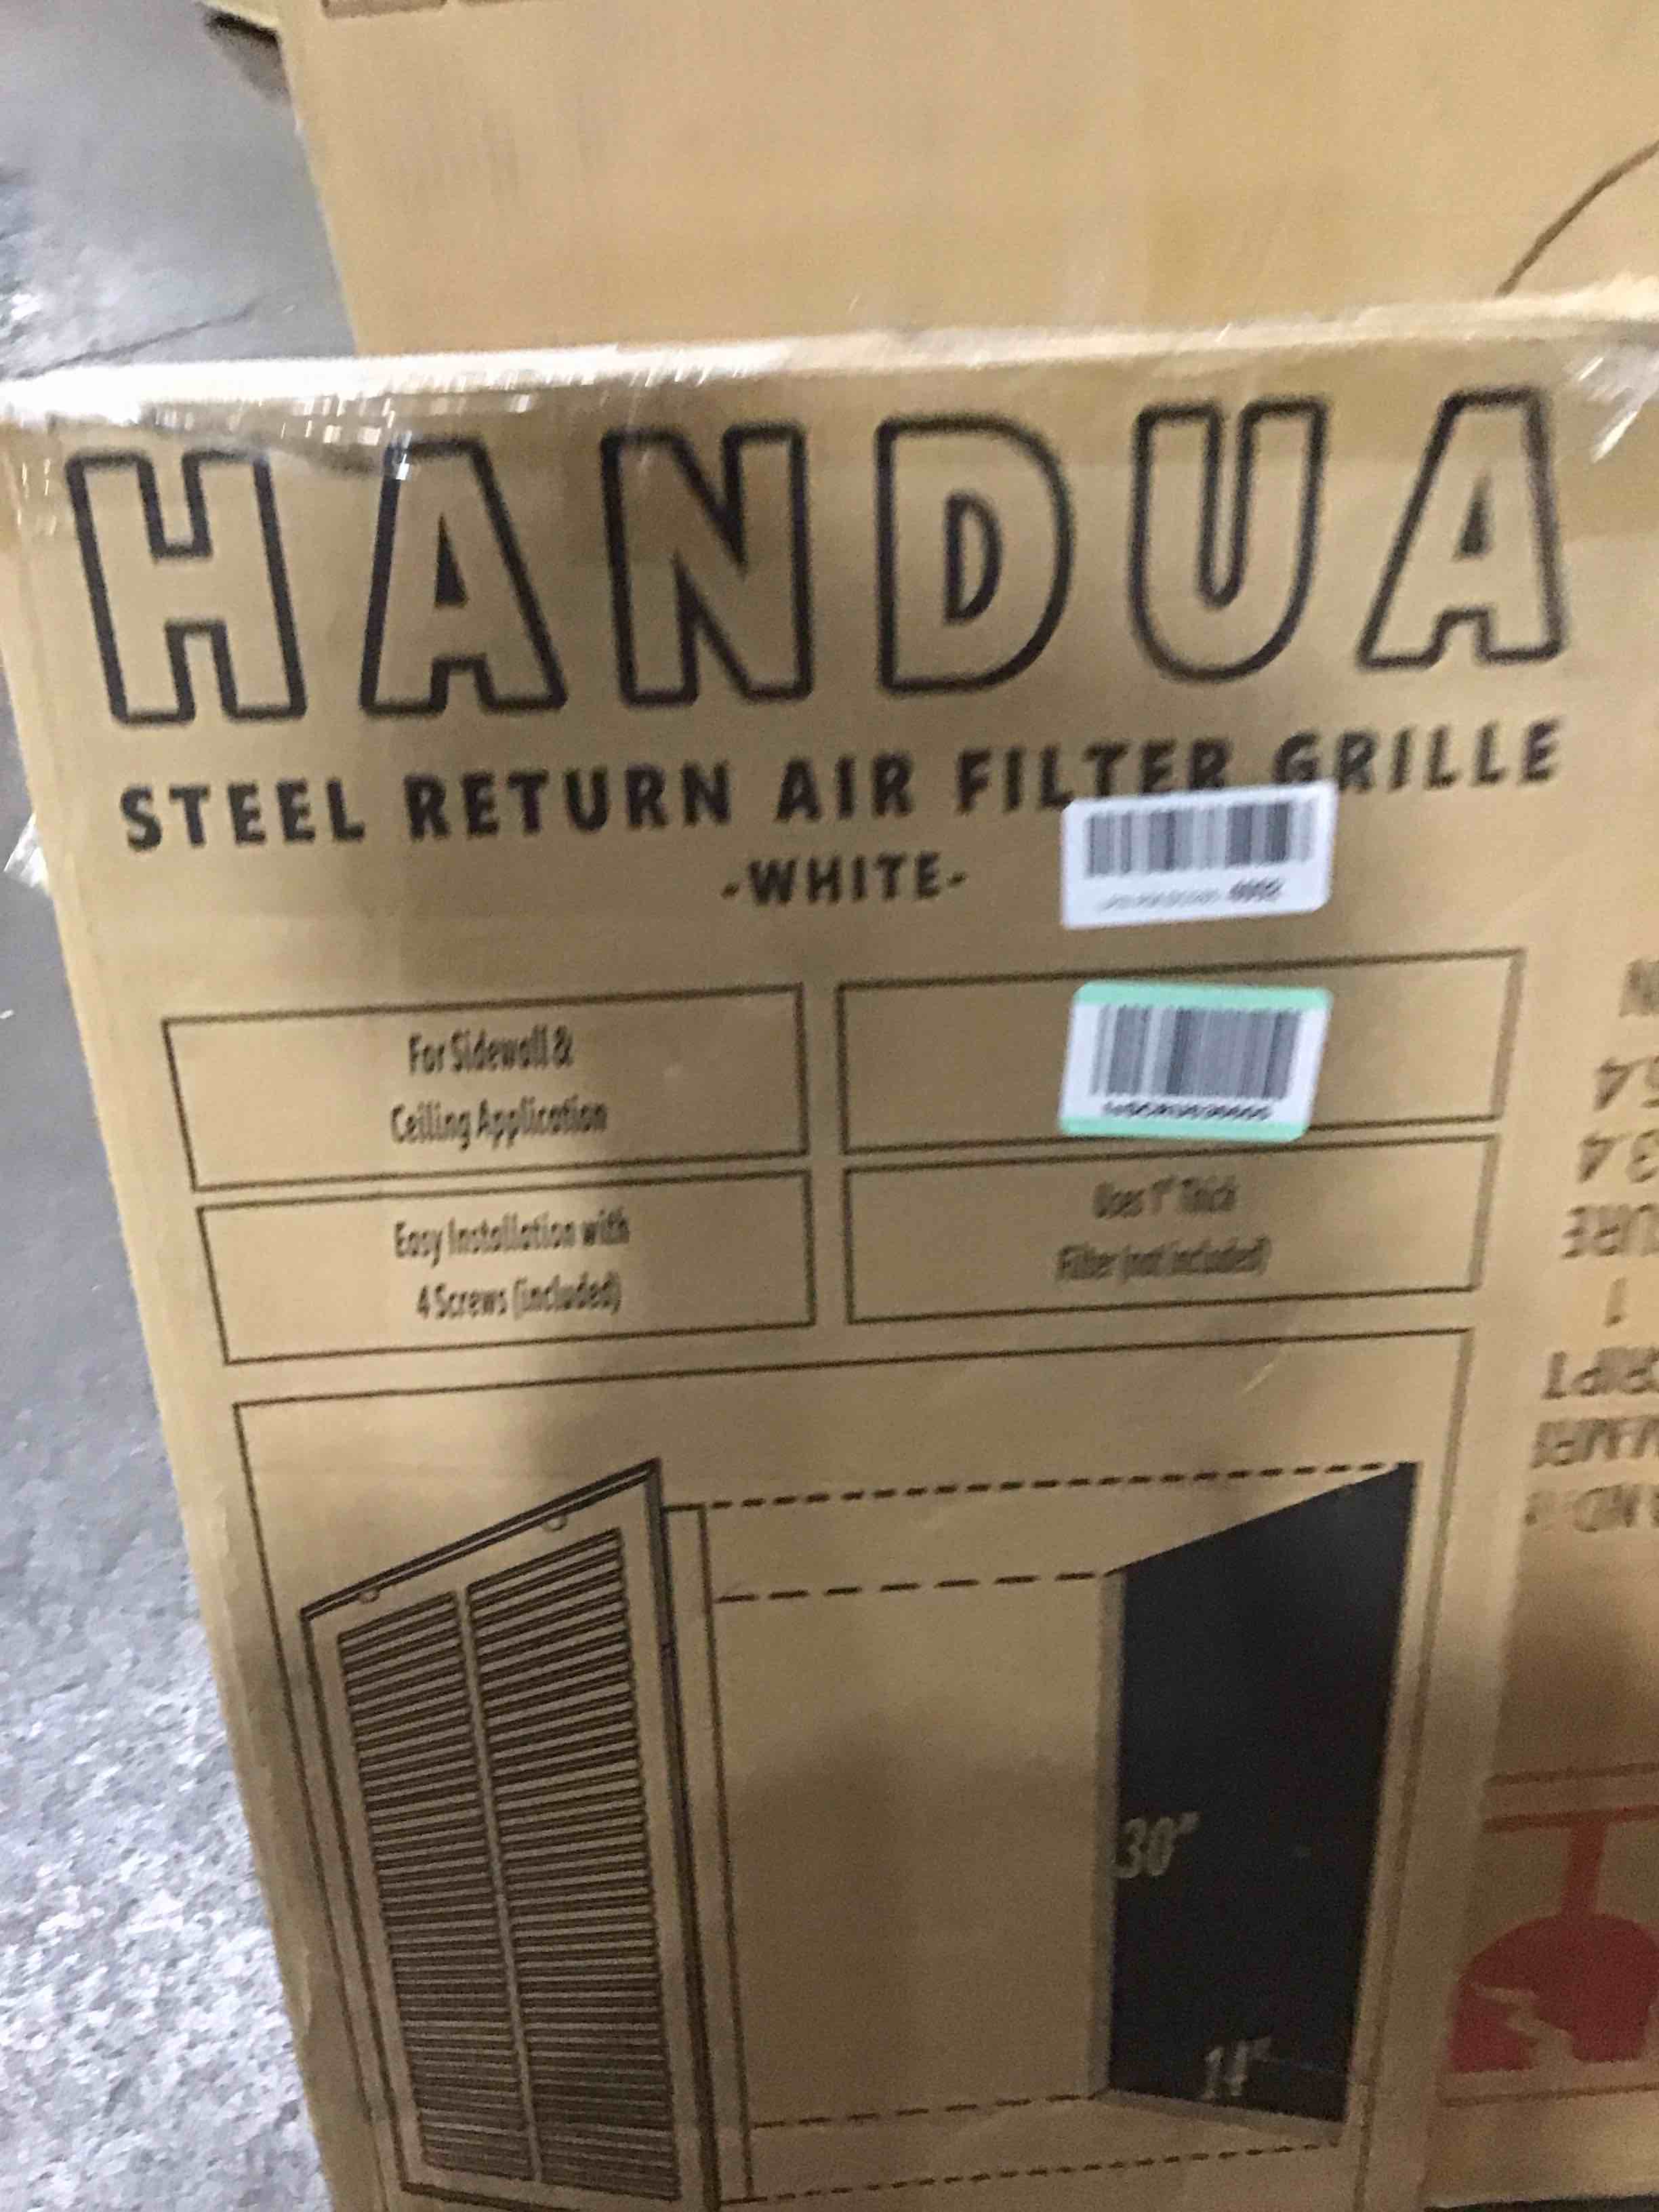 HANDUA
STEEL RETURN AIR FILTER GRILLE
-WHITE-
For Sidewall &
Ceiling Application
Easy Installation with
4 Screws (included)
Uses 1" Thick
Filter (not included)
30"
14"